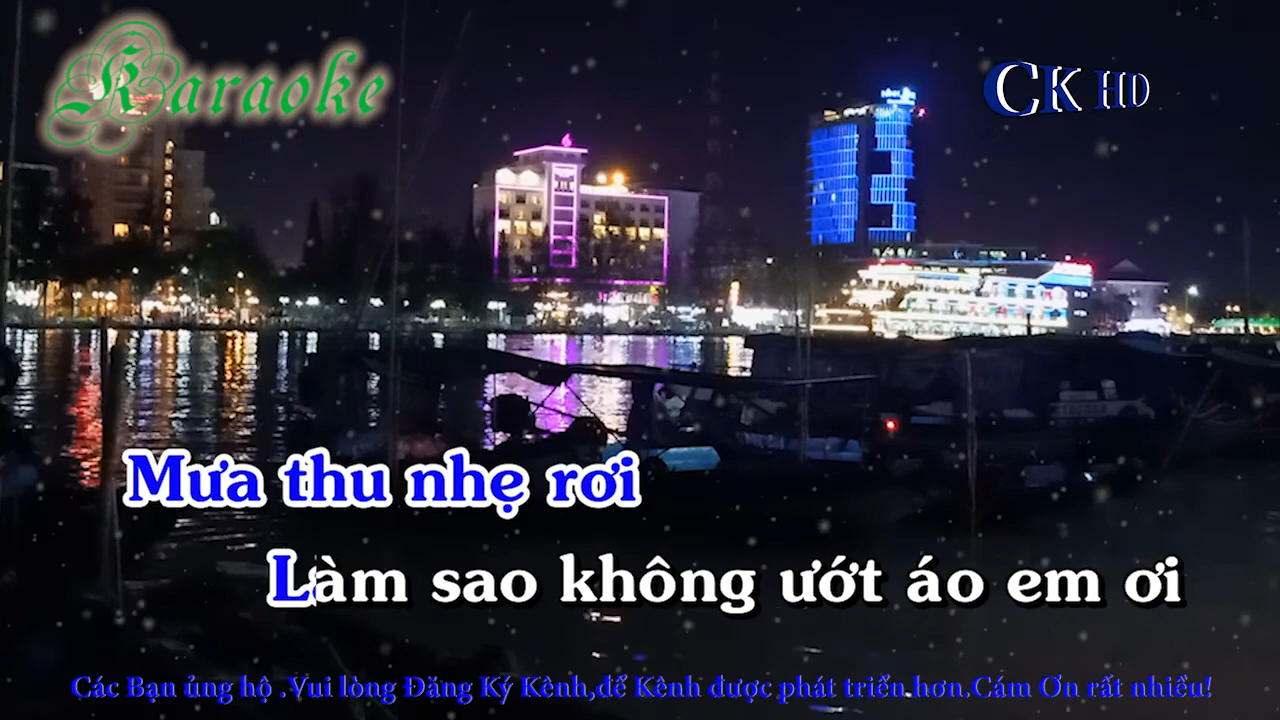 Karaoke
CK HD
Mưa thu nhẹ rơi
Làm sao không ướt áo em ơi
Các Bạn ủng hộ .Vui lòng Đăng Ký Kênh,để Kênh được phát triển hơn.Cám Ơn rất nhiều!